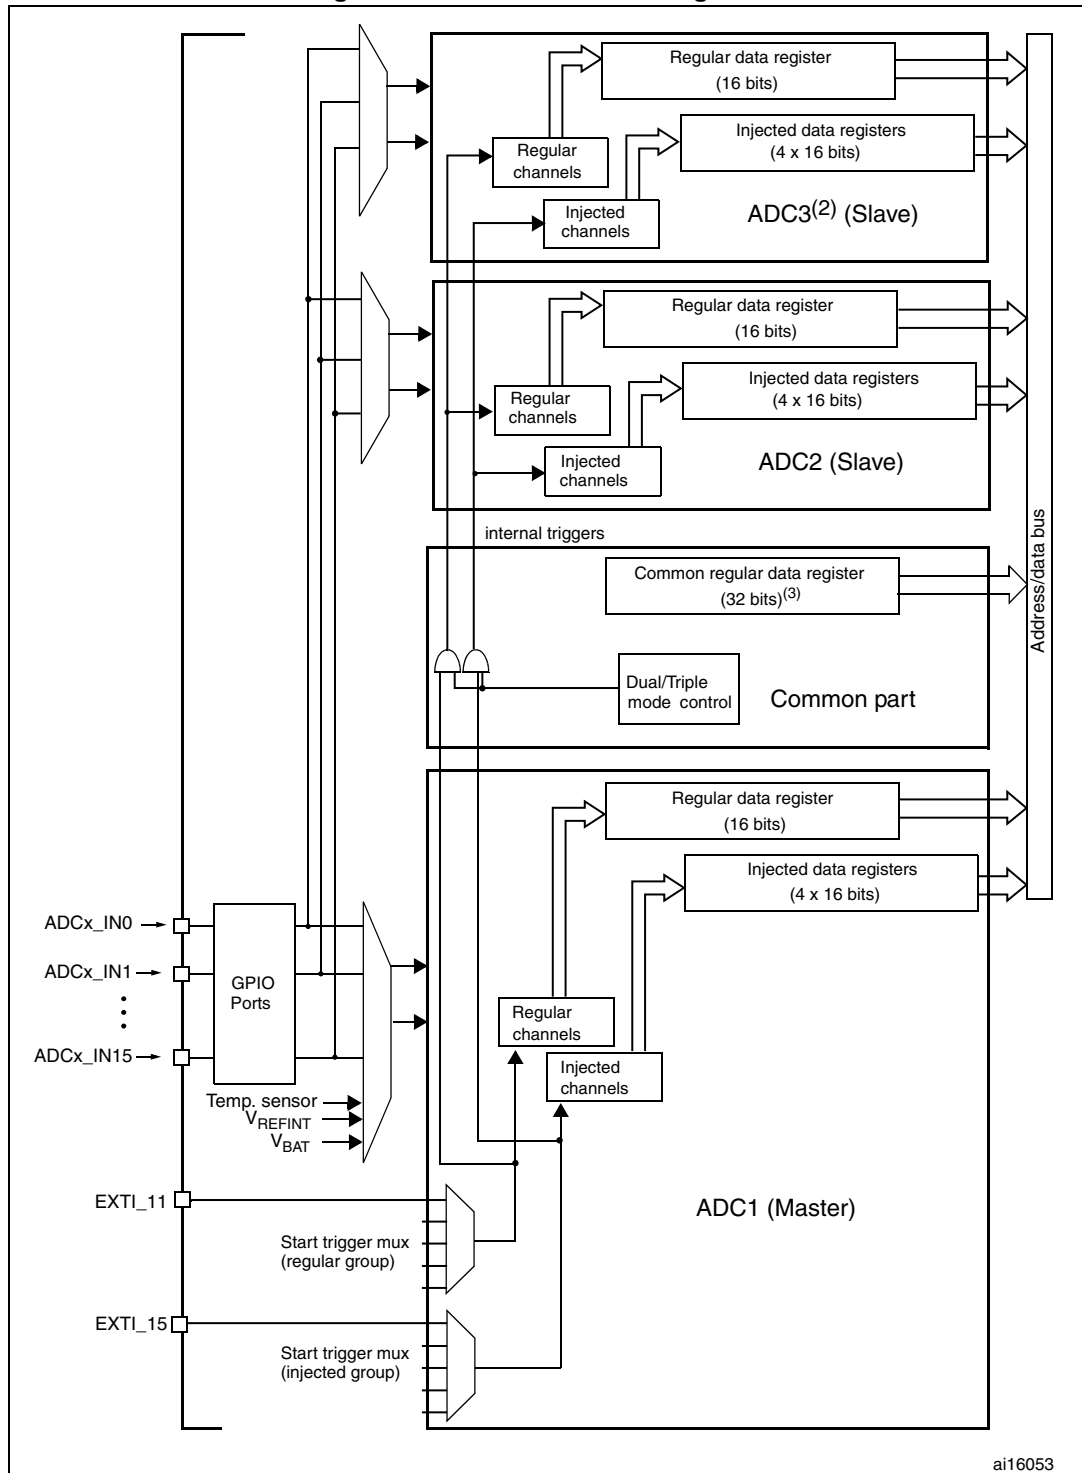 Regular data register
(16 bits)
Injected data registers
(4 x 16 bits)
Regular
channels
Injected
channels
ADC3(2) (Slave)
Regular data register
(16 bits)
Injected data registers
(4 x 16 bits)
Regular
channels
Injected
channels
ADC2 (Slave)
internal triggers
Common regular data register
(32 bits)(3)
Dual/Triple
mode control
Common part
Address/data bus
Regular data register
(16 bits)
Injected data registers
(4 x 16 bits)
ADCx_IN0
ADCx_IN1
ADCx_IN15
GPIO
Ports
Regular
channels
Injected
channels
Temp. sensor
VREFINT
VBAT
EXTI_11
ADC1 (Master)
Start trigger mux
(regular group)
EXTI_15
Start trigger mux
(injected group)
ai16053